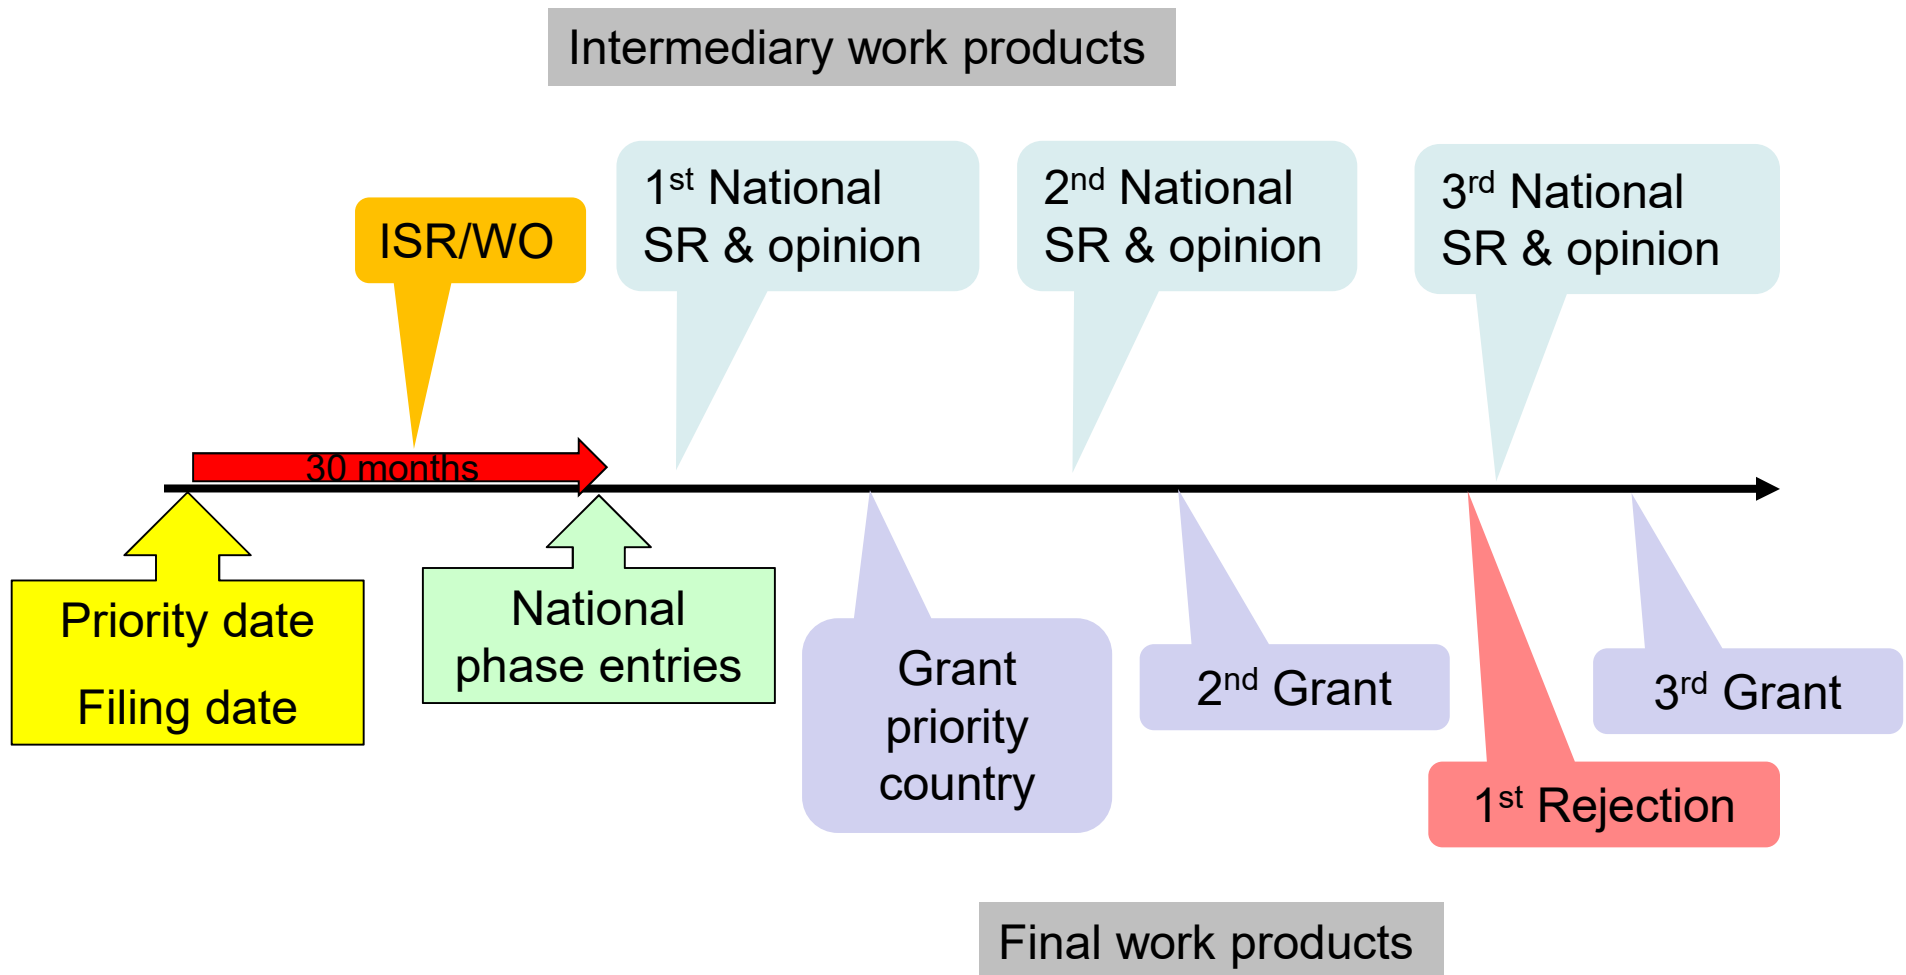 Intermediary work products
ISR/WO
1st National
SR & opinion
2nd National
SR & opinion
3rd National
SR & opinion
30 months
Priority date
Filing date
National
phase entries
Grant
priority
country
2nd Grant
1st Rejection
3rd Grant
Final work products